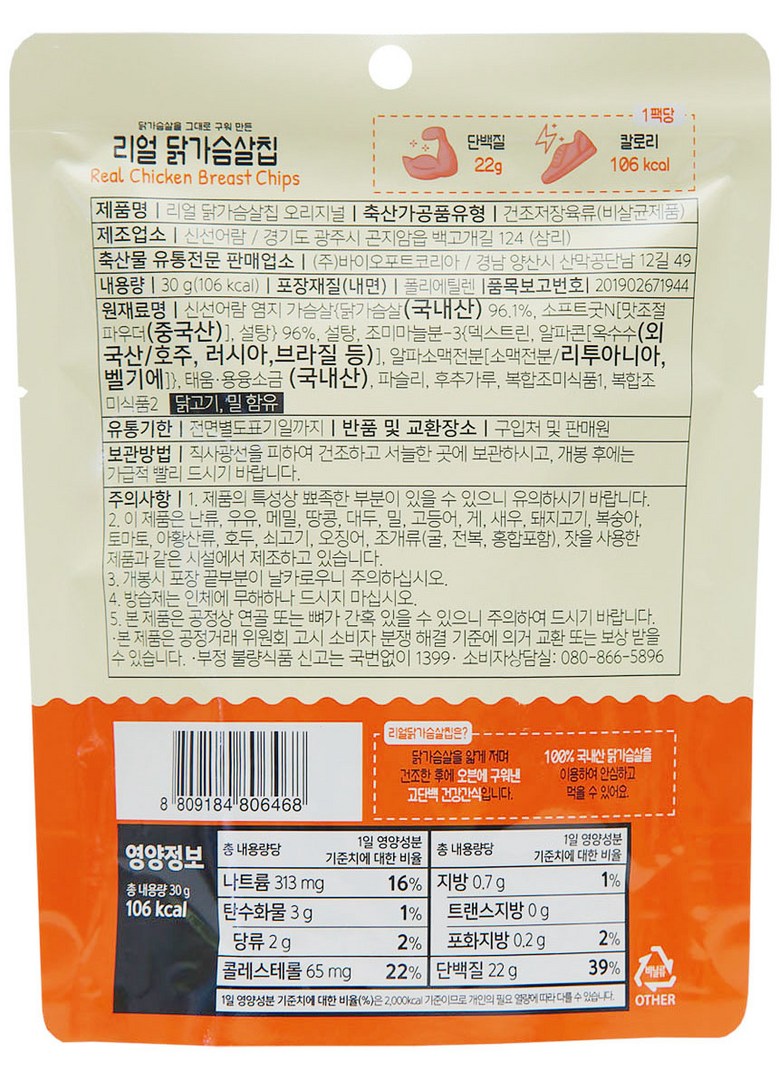 닭가슴살을 그대로 구워 만든
리얼 닭가슴살칩
Real Chicken Breast Chips
1팩당
단백질
22g
칼로리
106 kcal
제품명 | 리얼 닭가슴살칩 오리지널 | 축산가공품유형 | 건조저장육류(비살균제품)
제조업소 | 신선어람 / 경기도 광주시 곤지암읍 백고개길 124 (삼리)
축산물 유통전문 판매업소 | (주)바이오포트코리아 / 경남 양산시 산막공단남 12길 49
내용량 | 30 g(106 kcal) | 포장재질(내면) | 폴리에틸렌 |품목보고번호| 201902671944
원재료명 | 신선어람 염지 가슴살{닭가슴살(국내산) 96.1%, 소프트굿N[맛조절
파우더(중국산)], 설탕} 96%, 설탕, 조미마늘분-3{덱스트린, 알파콘[옥수수(외
국산/호주, 러시아,브라질 등)], 알파소맥전분[소맥전분/리투아니아,
벨기에]}, 태움·용융소금 (국내산), 파슬리, 후추가루, 복합조미식품1, 복합조
미식품2 닭고기, 밀 함유
유통기한 | 전면별도표기일까지 | 반품 및 교환장소 | 구입처 및 판매원
보관방법 | 직사광선을 피하여 건조하고 서늘한 곳에 보관하시고, 개봉 후에는
가급적 빨리 드시기 바랍니다.
주의사항 | 1. 제품의 특성상 뾰족한 부분이 있을 수 있으니 유의하시기 바랍니다.
2. 이 제품은 난류, 우유, 메밀, 땅콩, 대두, 밀, 고등어, 게, 새우, 돼지고기, 복숭아,
토마토, 아황산류, 호두, 쇠고기, 오징어, 조개류(굴, 전복, 홍합포함), 잣을 사용한
제품과 같은 시설에서 제조하고 있습니다.
3. 개봉시 포장 끝부분이 날카로우니 주의하십시오.
4. 방습제는 인체에 무해하나 드시지 마십시오.
5. 본 제품은 공정상 연골 또는 뼈가 간혹 있을 수 있으니 주의하여 드시기 바랍니다.
·본 제품은 공정거래 위원회 고시 소비자 분쟁 해결 기준에 의거 교환 또는 보상 받을
수 있습니다. ·부정 불량식품 신고는 국번없이 1399· 소비자상담실: 080-866-5896
8 809184 806468
리얼닭가슴살칩은?
닭가슴살을 얇게 저며
건조한 후에 오븐에 구워낸
고단백 건강간식입니다.
100% 국내산 닭가슴살을
이용하여 안심하고
먹을 수 있어요.
영양정보
총 내용량 30 g
106 kcal
총 내용량당 1일 영양성분
기준치에 대한 비율
나트륨 313 mg 16%
탄수화물 3 g 1%
당류 2 g 2%
콜레스테롤 65 mg 22%
총 내용량당 1일 영양성분
기준치에 대한 비율
지방 0.7 g 1%
트랜스지방 0 g
포화지방 0.2 g 2%
단백질 22 g 39%
1일 영양성분 기준치에 대한 비율(%)은 2,000kcal 기준이므로 개인의 필요 열량에 따라 다를 수 있습니다.
비닐류
OTHER